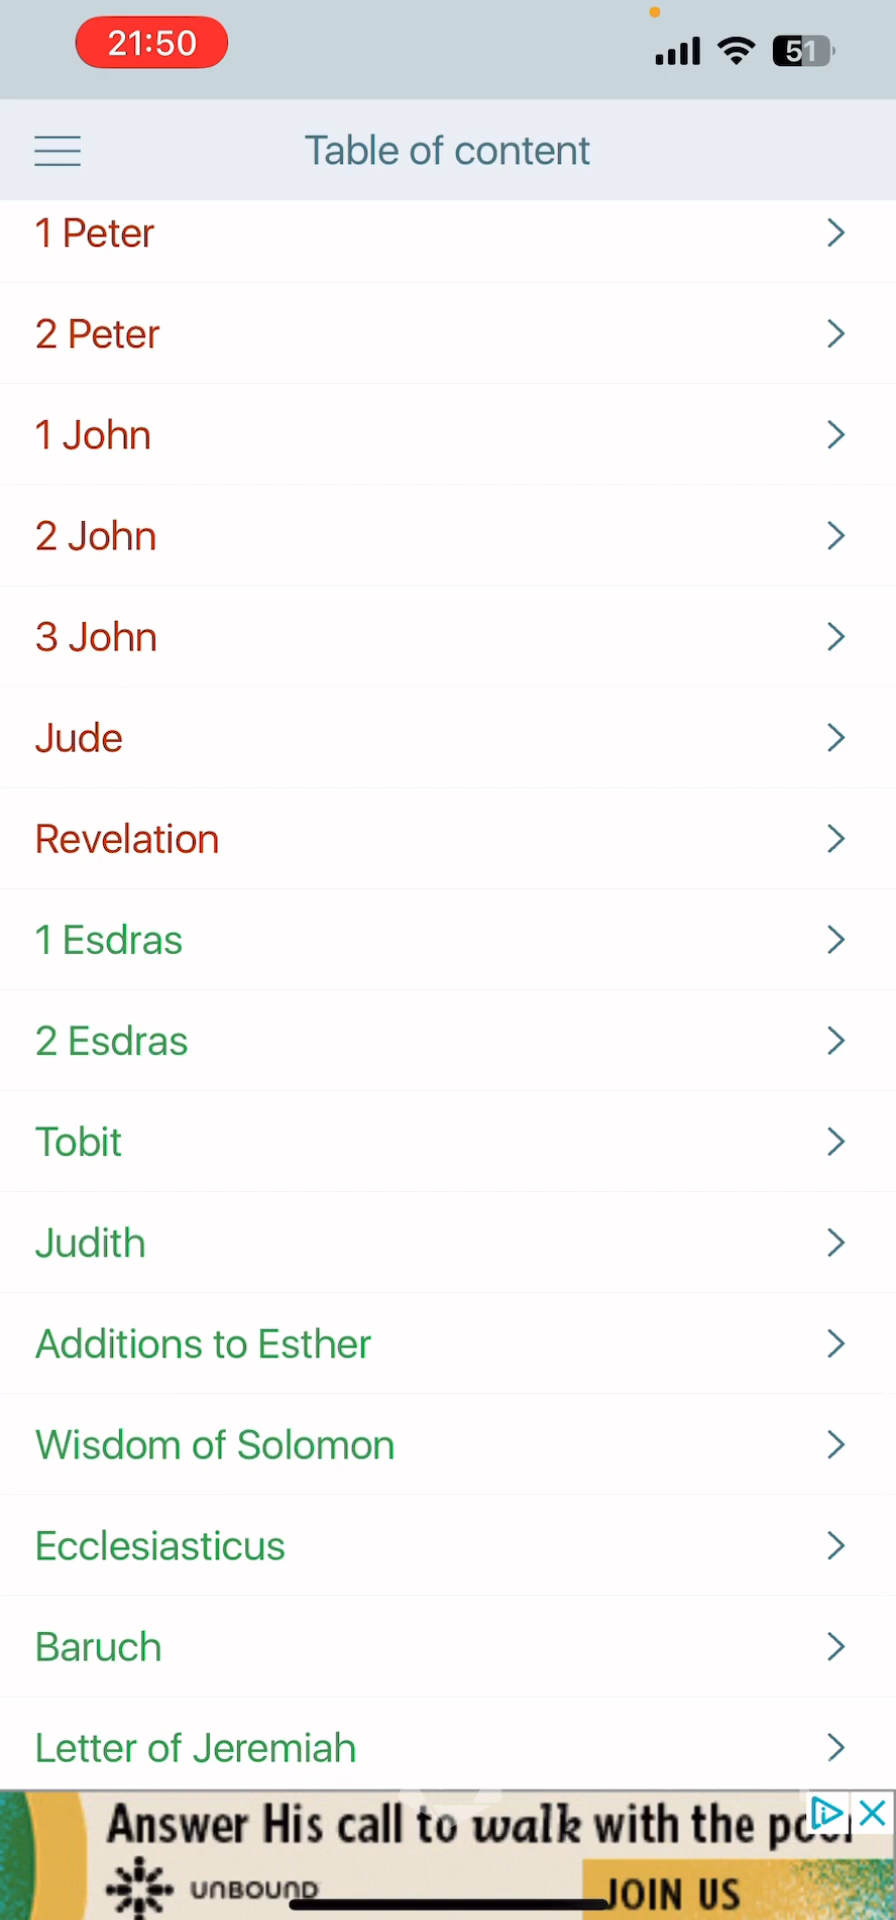 21:50
51
Table of content
1 Peter
2 Peter
1 John
2 John
3 John
Jude
Revelation
1 Esdras
2 Esdras
Tobit
Judith
Additions to Esther
Wisdom of Solomon
Ecclesiasticus
Baruch
Letter of Jeremiah
Answer His call to walk with the poor
UNBOUND
JOIN US